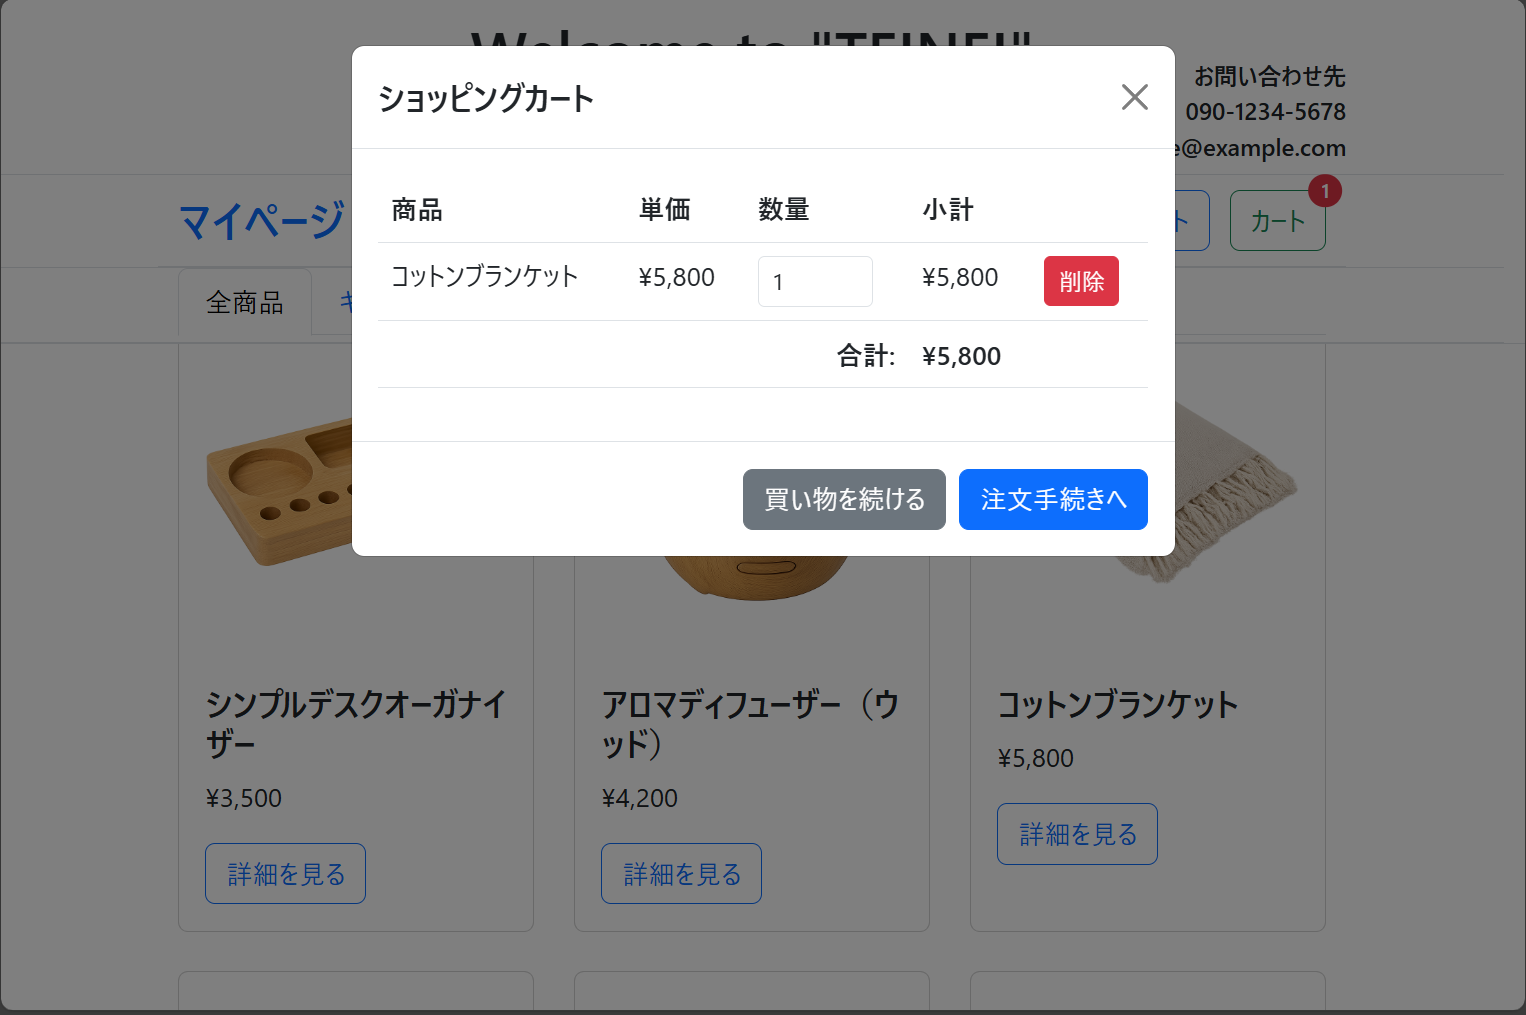 Welcome to "TEINEI"
お問い合わせ先
090-1234-5678
e@example.com
マイページ
ト
カート
1
全商品
キ
ショッピングカート
商品 単価 数量 小計
コットンブランケット ¥5,800 1 ¥5,800 削除
合計: ¥5,800
買い物を続ける 注文手続きへ
シンプルデスクオーガナイ
ザー
¥3,500
詳細を見る
アロマディフューザー（ウ
ッド）
¥4,200
詳細を見る
コットンブランケット
¥5,800
詳細を見る